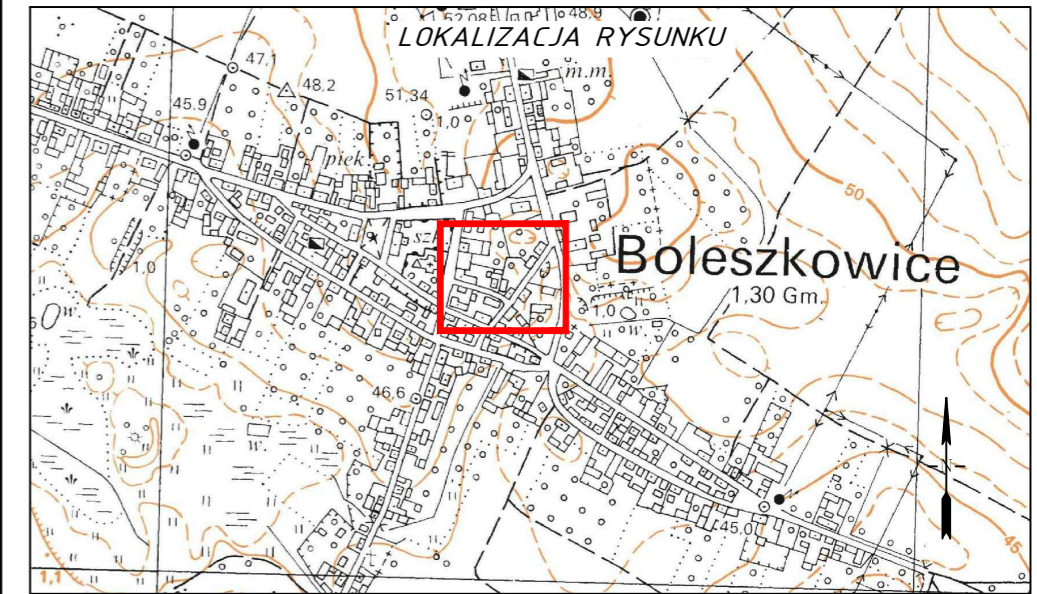 52,08 48,9
LOKALIZACJA RYSUNKU
47,1
m.m.
48,2
51,34
45.9
1,0
piek.
50
szk
Boleszkowice
1,30 Gm.
1,0
1,0
w.
w.
46,6
w.
45,0
45
1,1